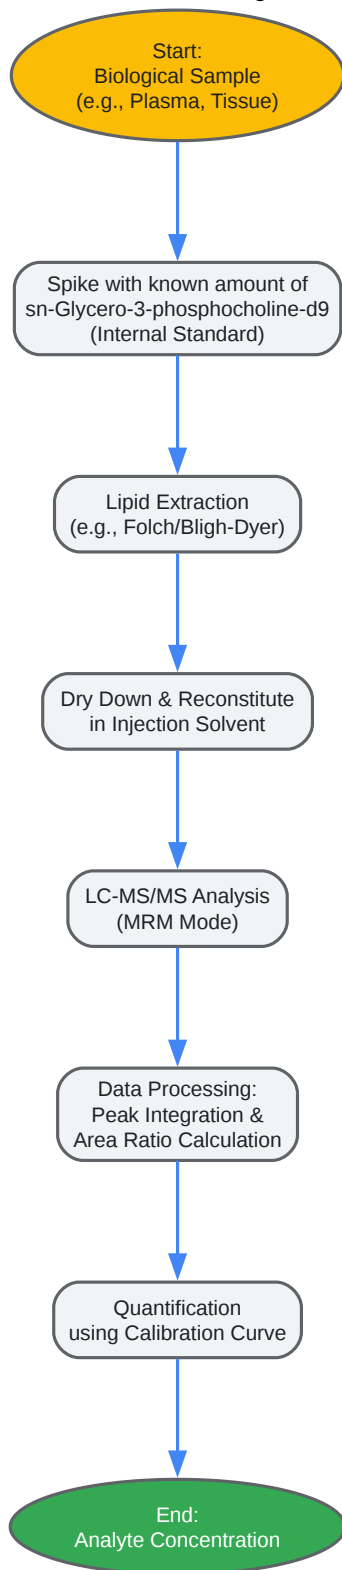 Start:
Biological Sample
(e.g., Plasma, Tissue)
Spike with known amount of
sn-Glycero-3-phosphocholine-d9
(Internal Standard)
Lipid Extraction
(e.g., Folch/Bligh-Dyer)
Dry Down & Reconstitute
in Injection Solvent
LC-MS/MS Analysis
(MRM Mode)
Data Processing:
Peak Integration &
Area Ratio Calculation
Quantification
using Calibration Curve
End:
Analyte Concentration